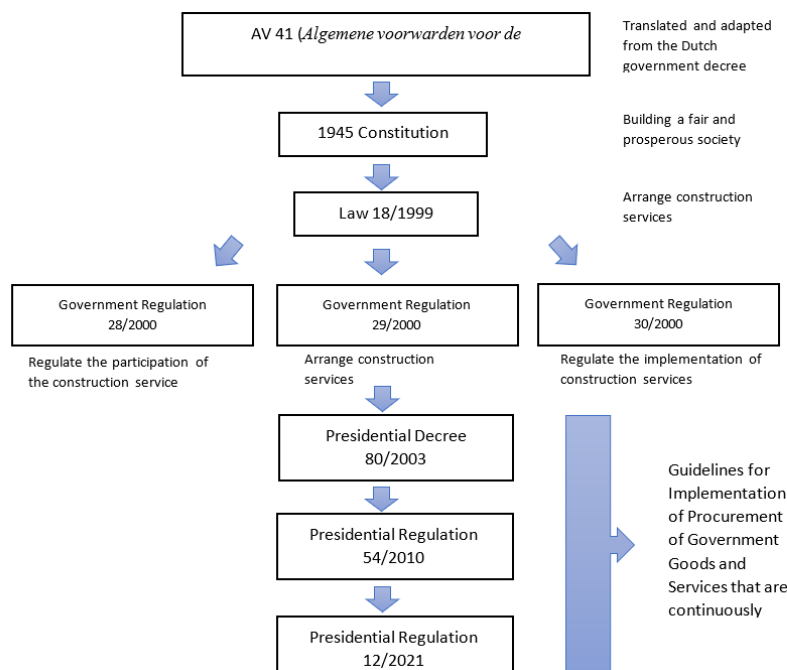 AV 41 (Algemene voorwarden voor de
Translated and adapted
from the Dutch
government decree
1945 Constitution
Building a fair and
prosperous society
Law 18/1999
Arrange construction
services
Government Regulation
28/2000
Government Regulation
29/2000
Government Regulation
30/2000
Regulate the participation of
the construction service
Arrange construction
services
Regulate the implementation of
construction services
Presidential Decree
80/2003
Presidential Regulation
54/2010
Presidential Regulation
12/2021
Guidelines for
Implementation
of Procurement
of Government
Goods and
Services that are
continuously